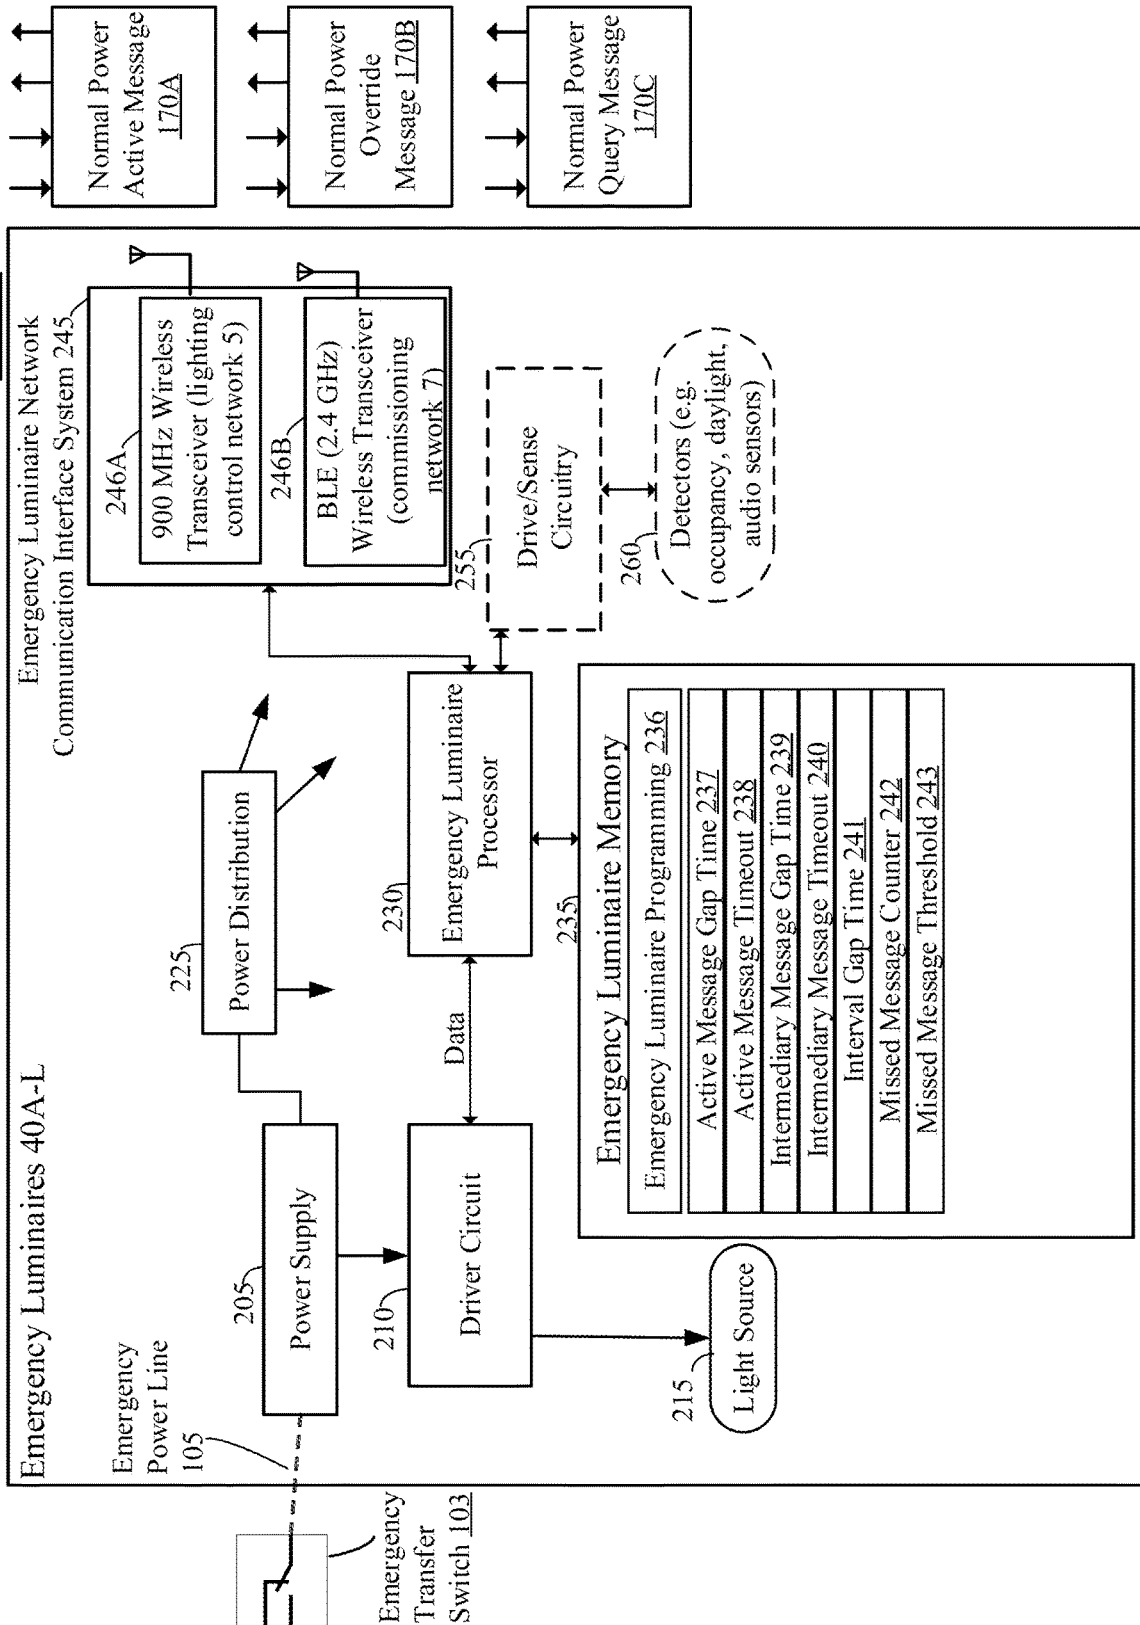 Emergency Luminaires 40A-L
Emergency
Power Line
105
Emergency
Transfer
Switch 103
205
Power Supply
210
Driver Circuit
215
Light Source
225
Power Distribution
Data
230
Emergency Luminaire
Processor
235
Emergency Luminaire Memory
Emergency Luminaire Programming 236
Active Message Gap Time 237
Active Message Timeout 238
Intermediary Message Gap Time 239
Intermediary Message Timeout 240
Interval Gap Time 241
Missed Message Counter 242
Missed Message Threshold 243
Emergency Luminaire Network
Communication Interface System 245
246A
900 MHz Wireless
Transceiver (lighting
control network 5)
246B
BLE (2.4 GHz)
Wireless Transceiver
(commissioning
network 7)
255
Drive/Sense
Circuitry
260
Detectors (e.g.
occupancy, daylight,
audio sensors)
Normal Power
Active Message
170A
Normal Power
Override
Message 170B
Normal Power
Query Message
170C